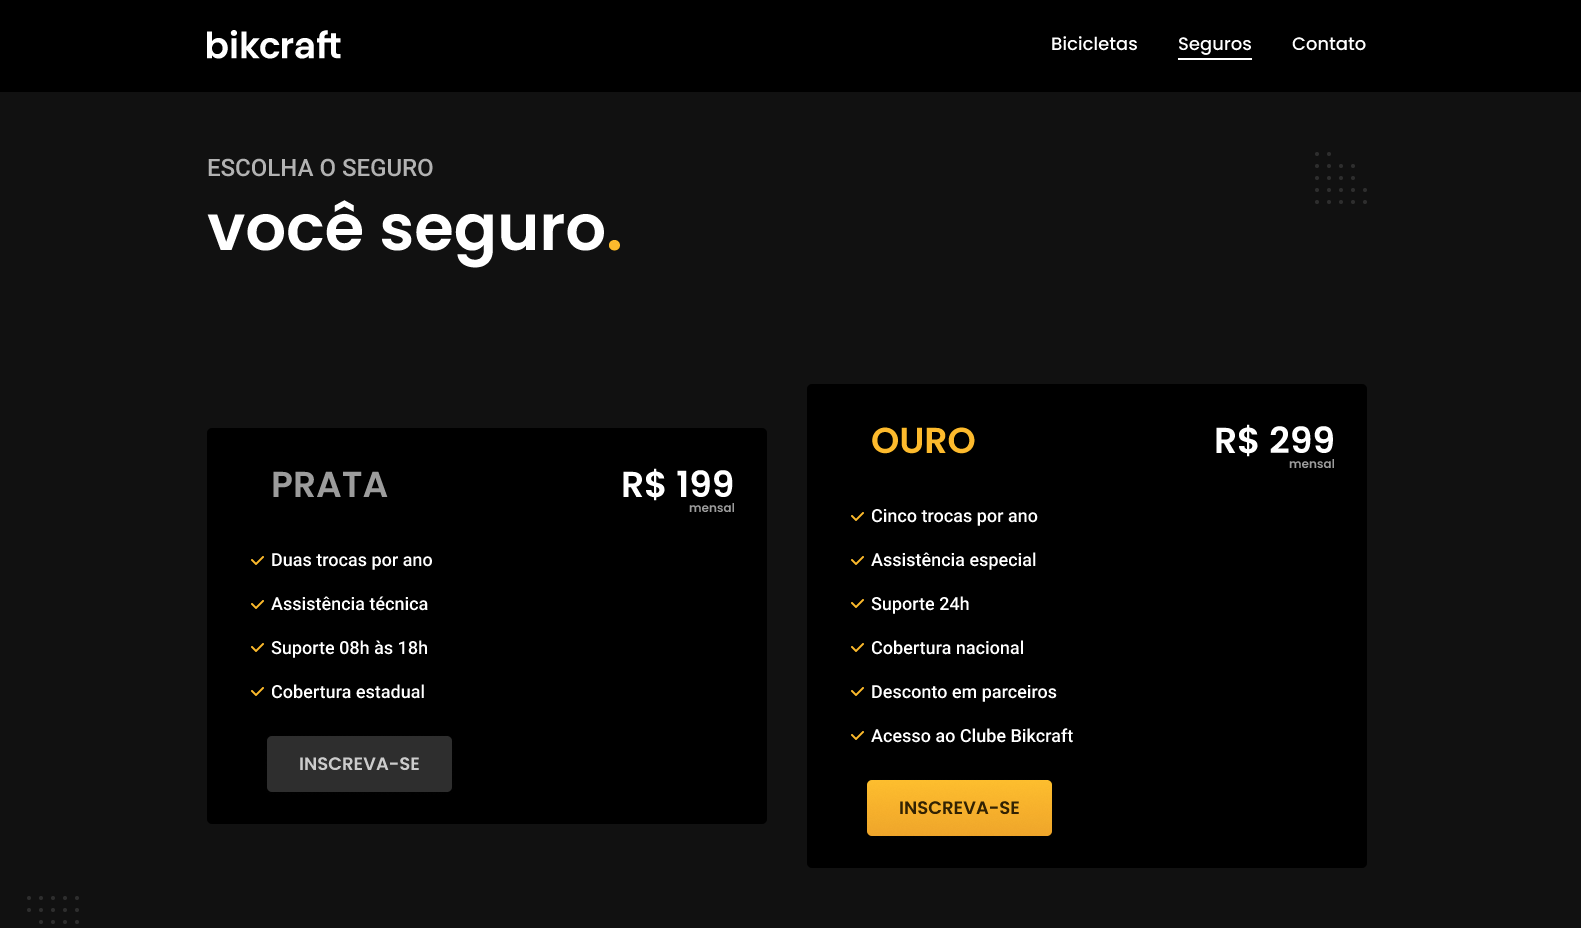 bikcraft
Bicicletas
Seguros
Contato
ESCOLHA O SEGURO
você seguro.
PRATA
R$ 199
mensal
Duas trocas por ano
Assistência técnica
Suporte 08h às 18h
Cobertura estadual
INSCREVA-SE
OURO
R$ 299
mensal
Cinco trocas por ano
Assistência especial
Suporte 24h
Cobertura nacional
Desconto em parceiros
Acesso ao Clube Bikcraft
INSCREVA-SE